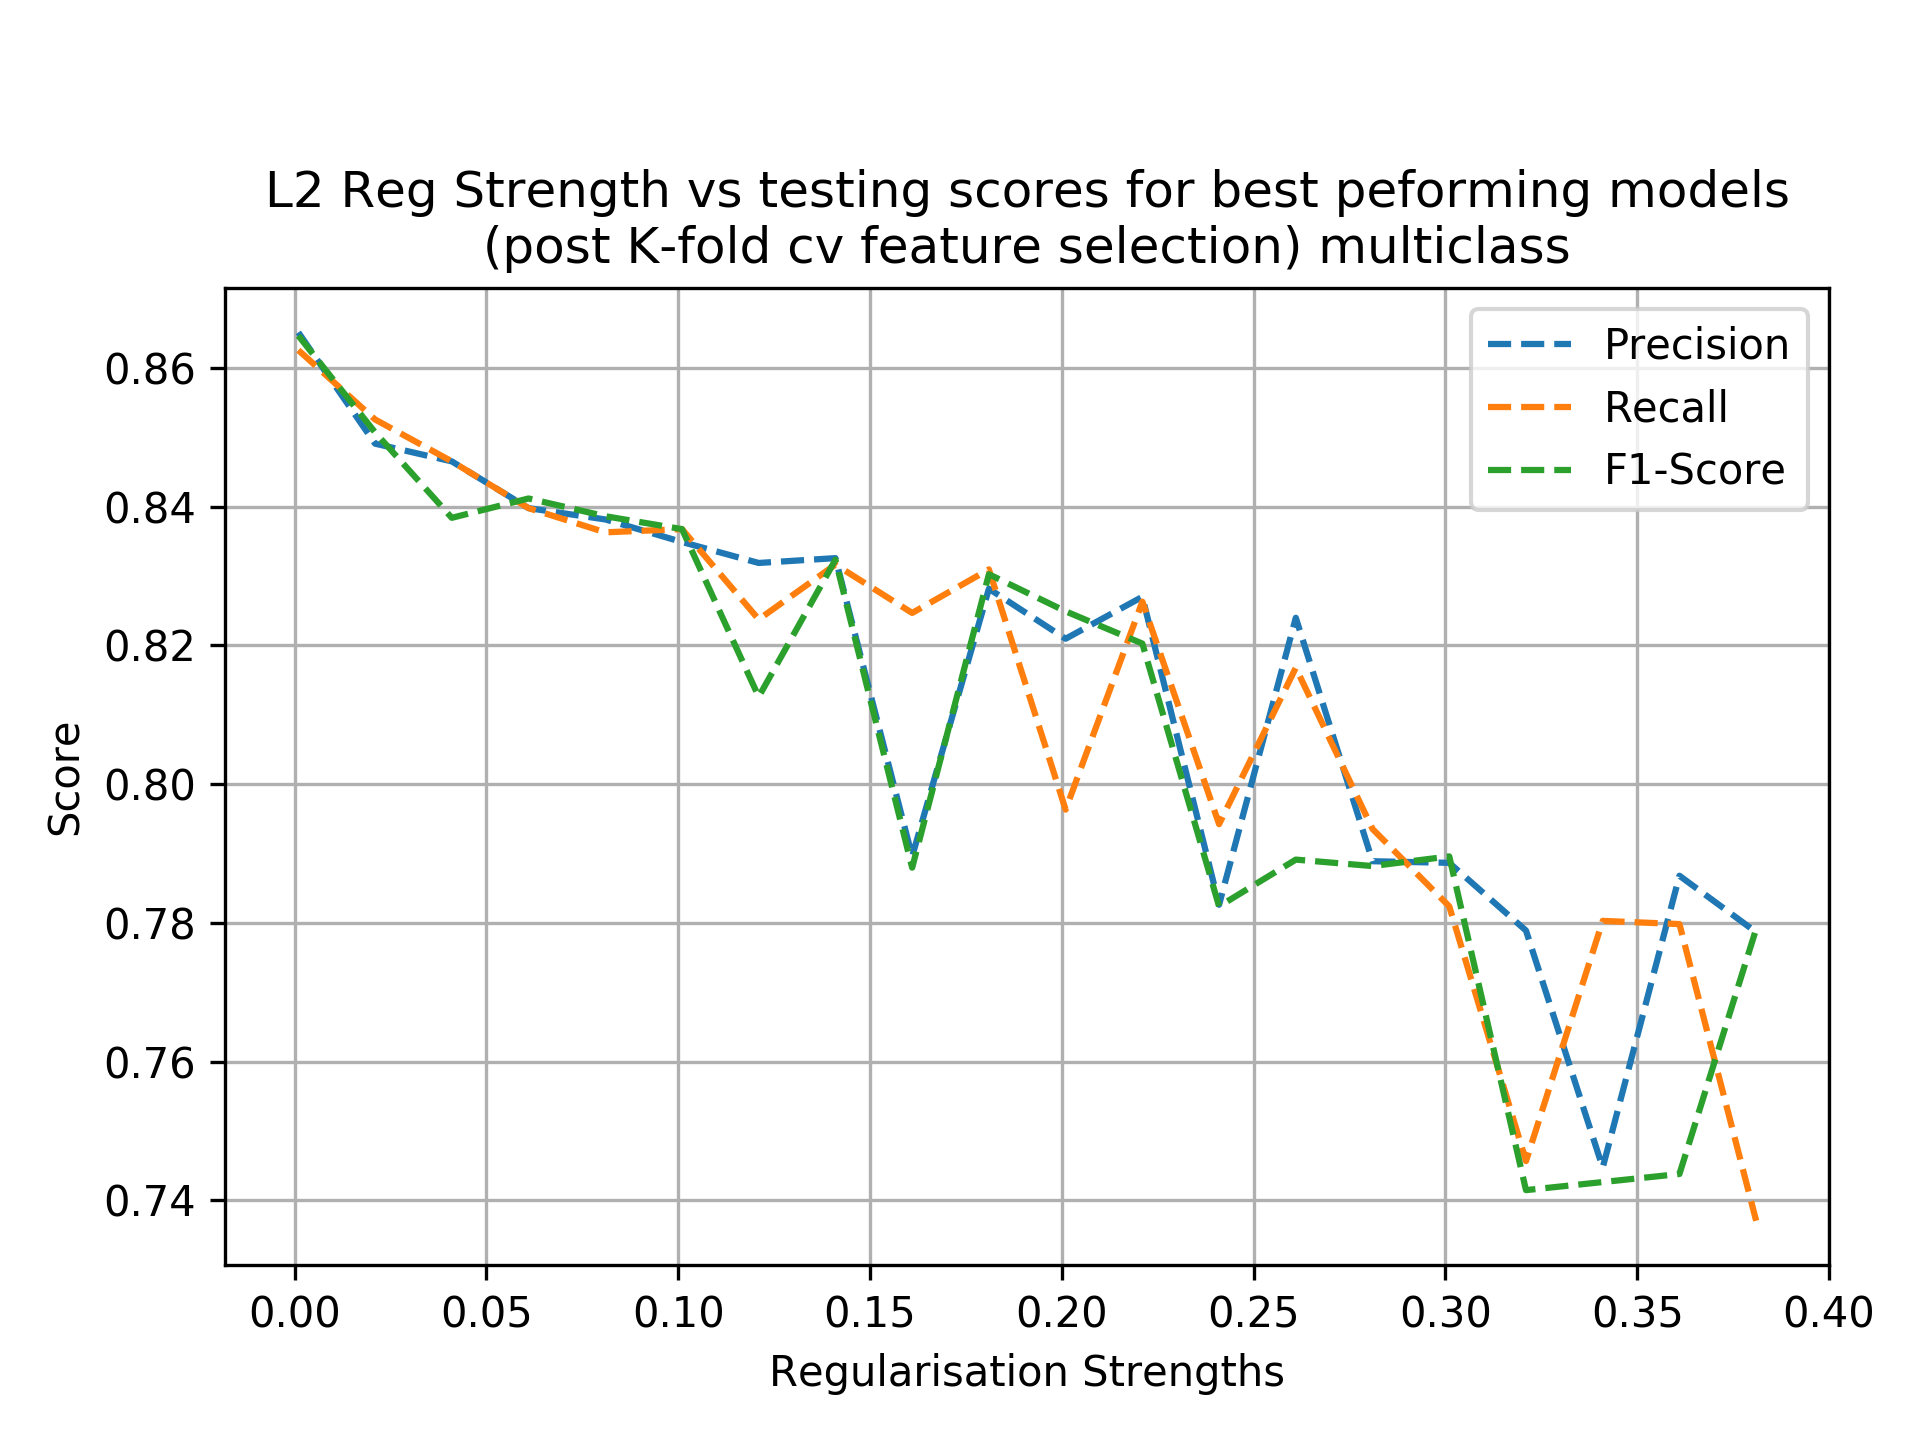 L2 Reg Strength vs testing scores for best peforming models
(post K-fold cv feature selection) multiclass
Precision
Recall
F1-Score
0.86
0.84
0.82
0.80
0.78
0.76
0.74
Score
0.00 0.05 0.10 0.15 0.20 0.25 0.30 0.35 0.40
Regularisation Strengths